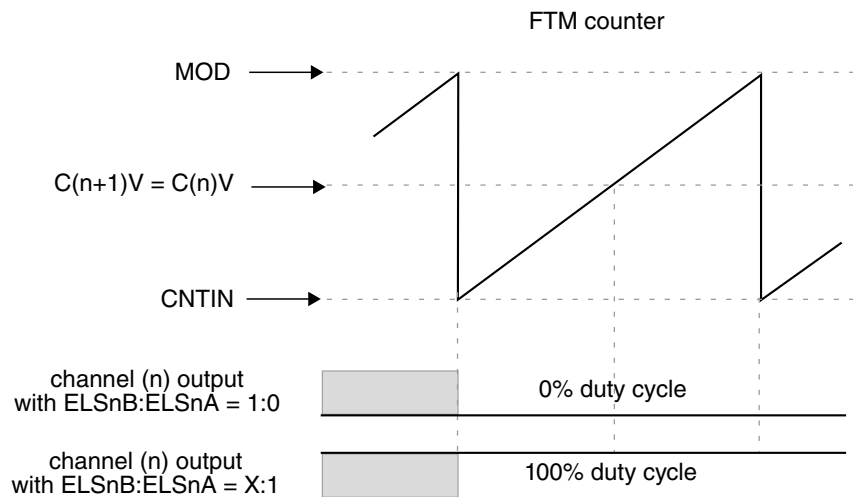 FTM counter
MOD
C(n+1)V = C(n)V
CNTIN
channel (n) output
with ELSnB:ELSnA = 1:0
0% duty cycle
channel (n) output
with ELSnB:ELSnA = X:1
100% duty cycle